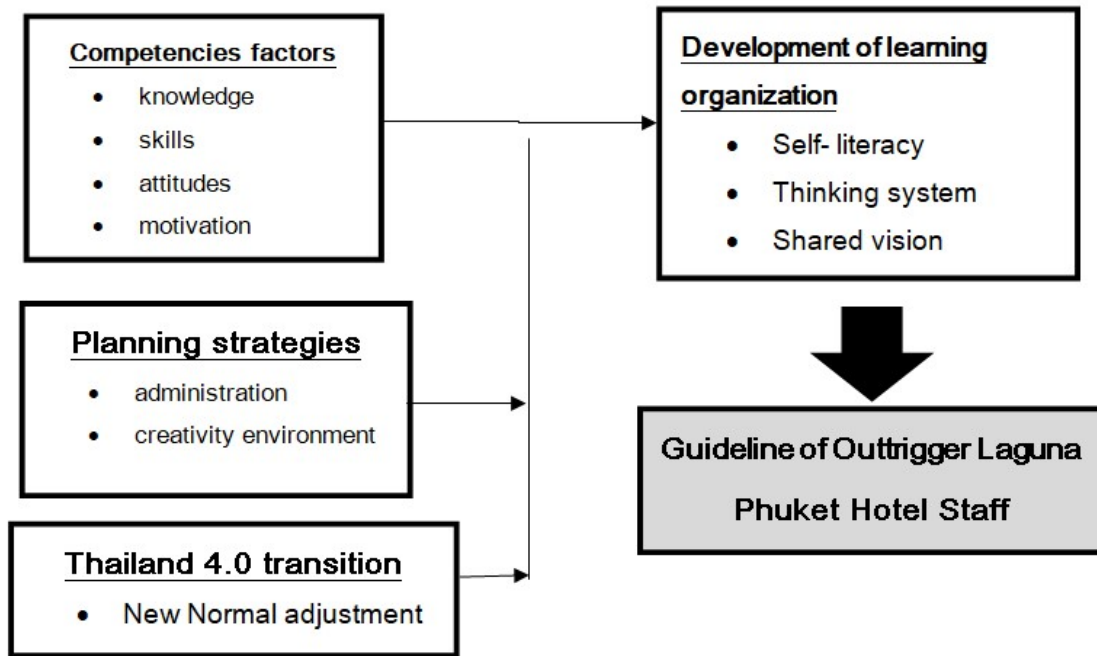 Competencies factors
• knowledge
• skills
• attitudes
• motivation
Planning strategies
• administration
• creativity environment
Thailand 4.0 transition
• New Normal adjustment
Development of learning
organization
• Self- literacy
• Thinking system
• Shared vision
Guideline of Outtrigger Laguna
Phuket Hotel Staff